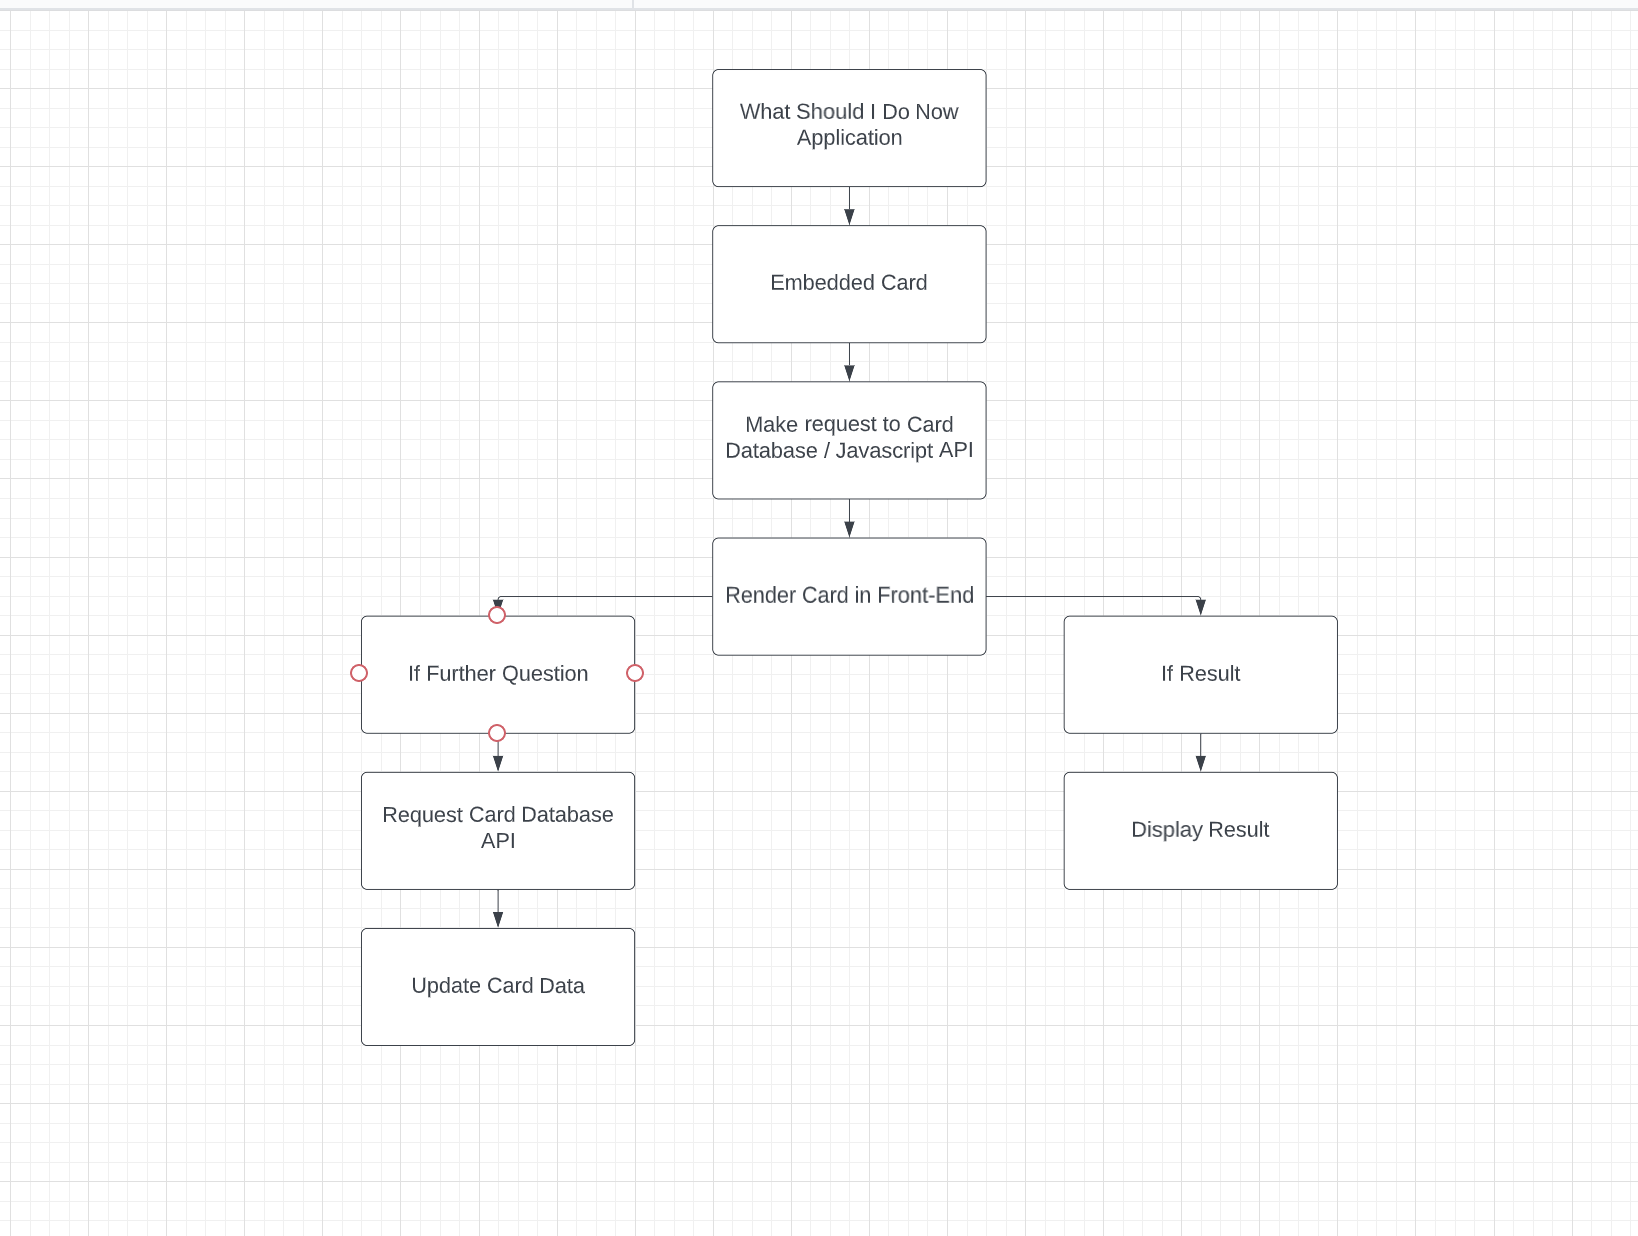 What Should I Do Now
Application
Embedded Card
Make request to Card
Database / Javascript API
Render Card in Front-End
If Further Question
If Result
Request Card Database
API
Display Result
Update Card Data